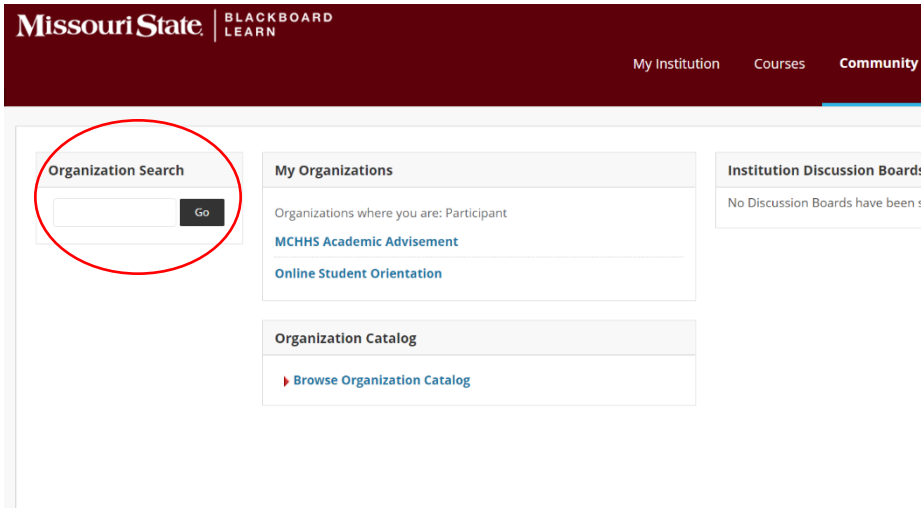 Missouri State. BLACKBOARD
LEARN
My Institution Courses Community
Organization Search
Go
My Organizations
Organizations where you are: Participant
MCHHS Academic Advisement
Online Student Orientation
Organization Catalog
Browse Organization Catalog
Institution Discussion Boards
No Discussion Boards have been s